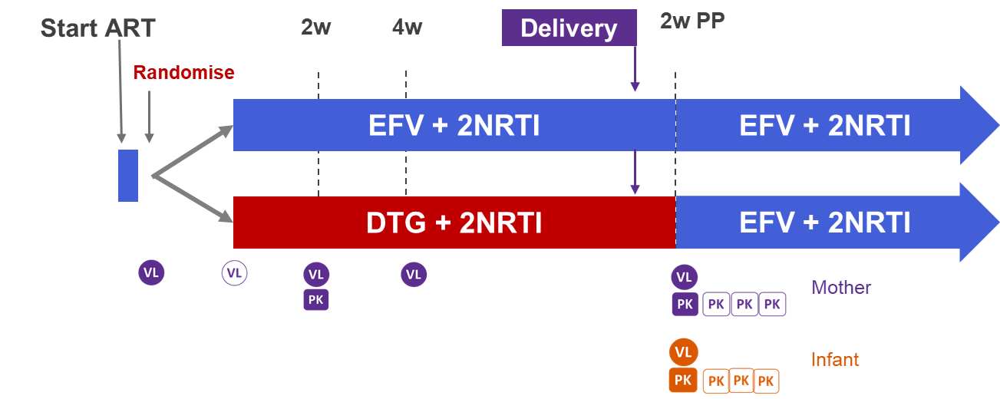 Start ART
2w
4w
Delivery
2w PP
Randomise
EFV + 2NRTI
EFV + 2NRTI
DTG + 2NRTI
EFV + 2NRTI
VL
VL
VL
VL
VL
PK
PK
PK
PK
PK
Mother
VL
PK
PK
PK
PK
Infant